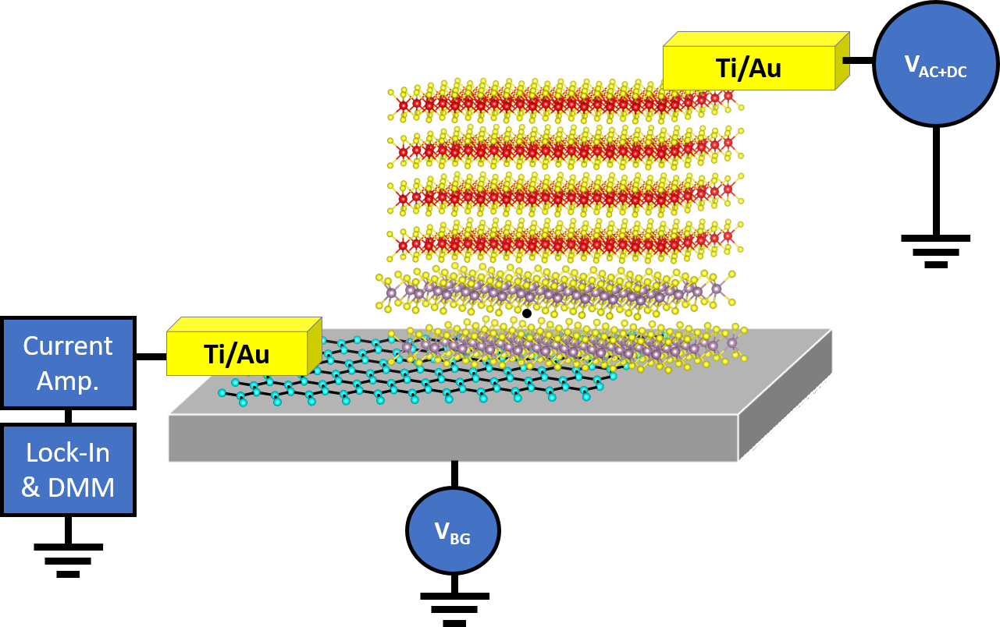 Ti/Au
V_AC+DC
Current
Amp.
Ti/Au
Lock-In
& DMM
V_BG